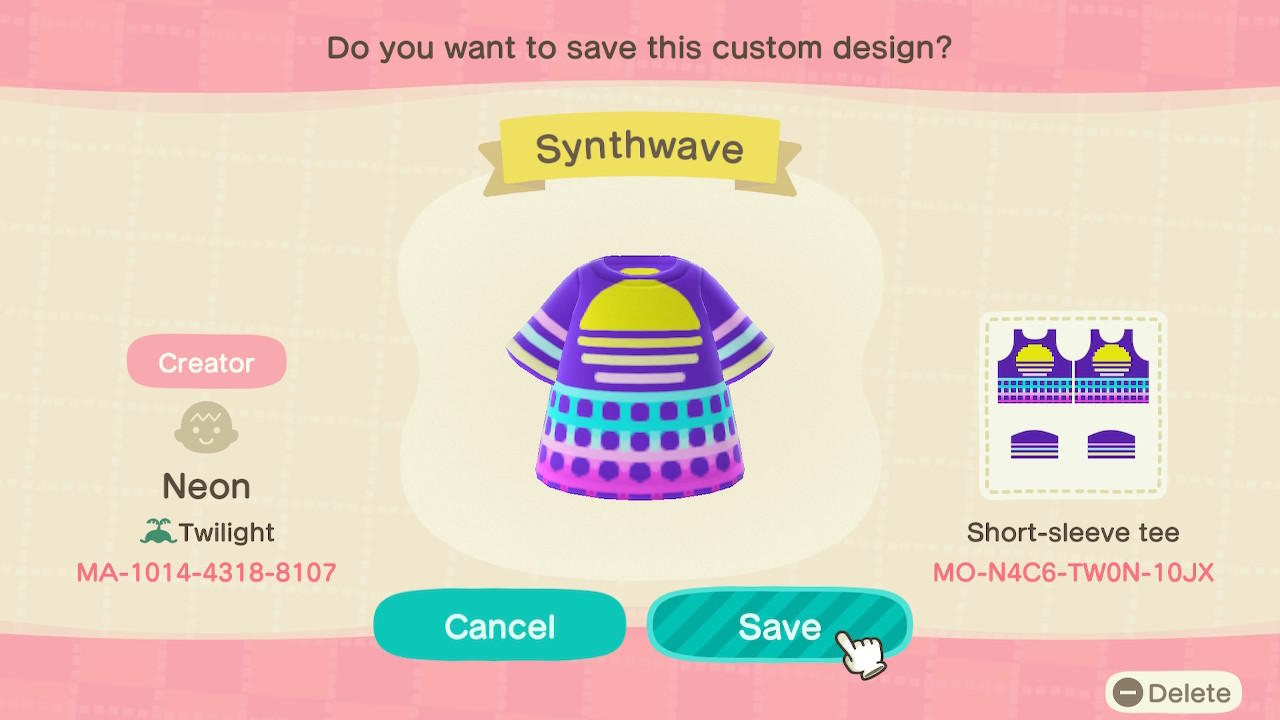 Do you want to save this custom design?
Synthwave
Creator
Neon
Twilight
MA-1014-4318-8107
Short-sleeve tee
MO-N4C6-TW0N-10JX
Cancel
Save
Delete